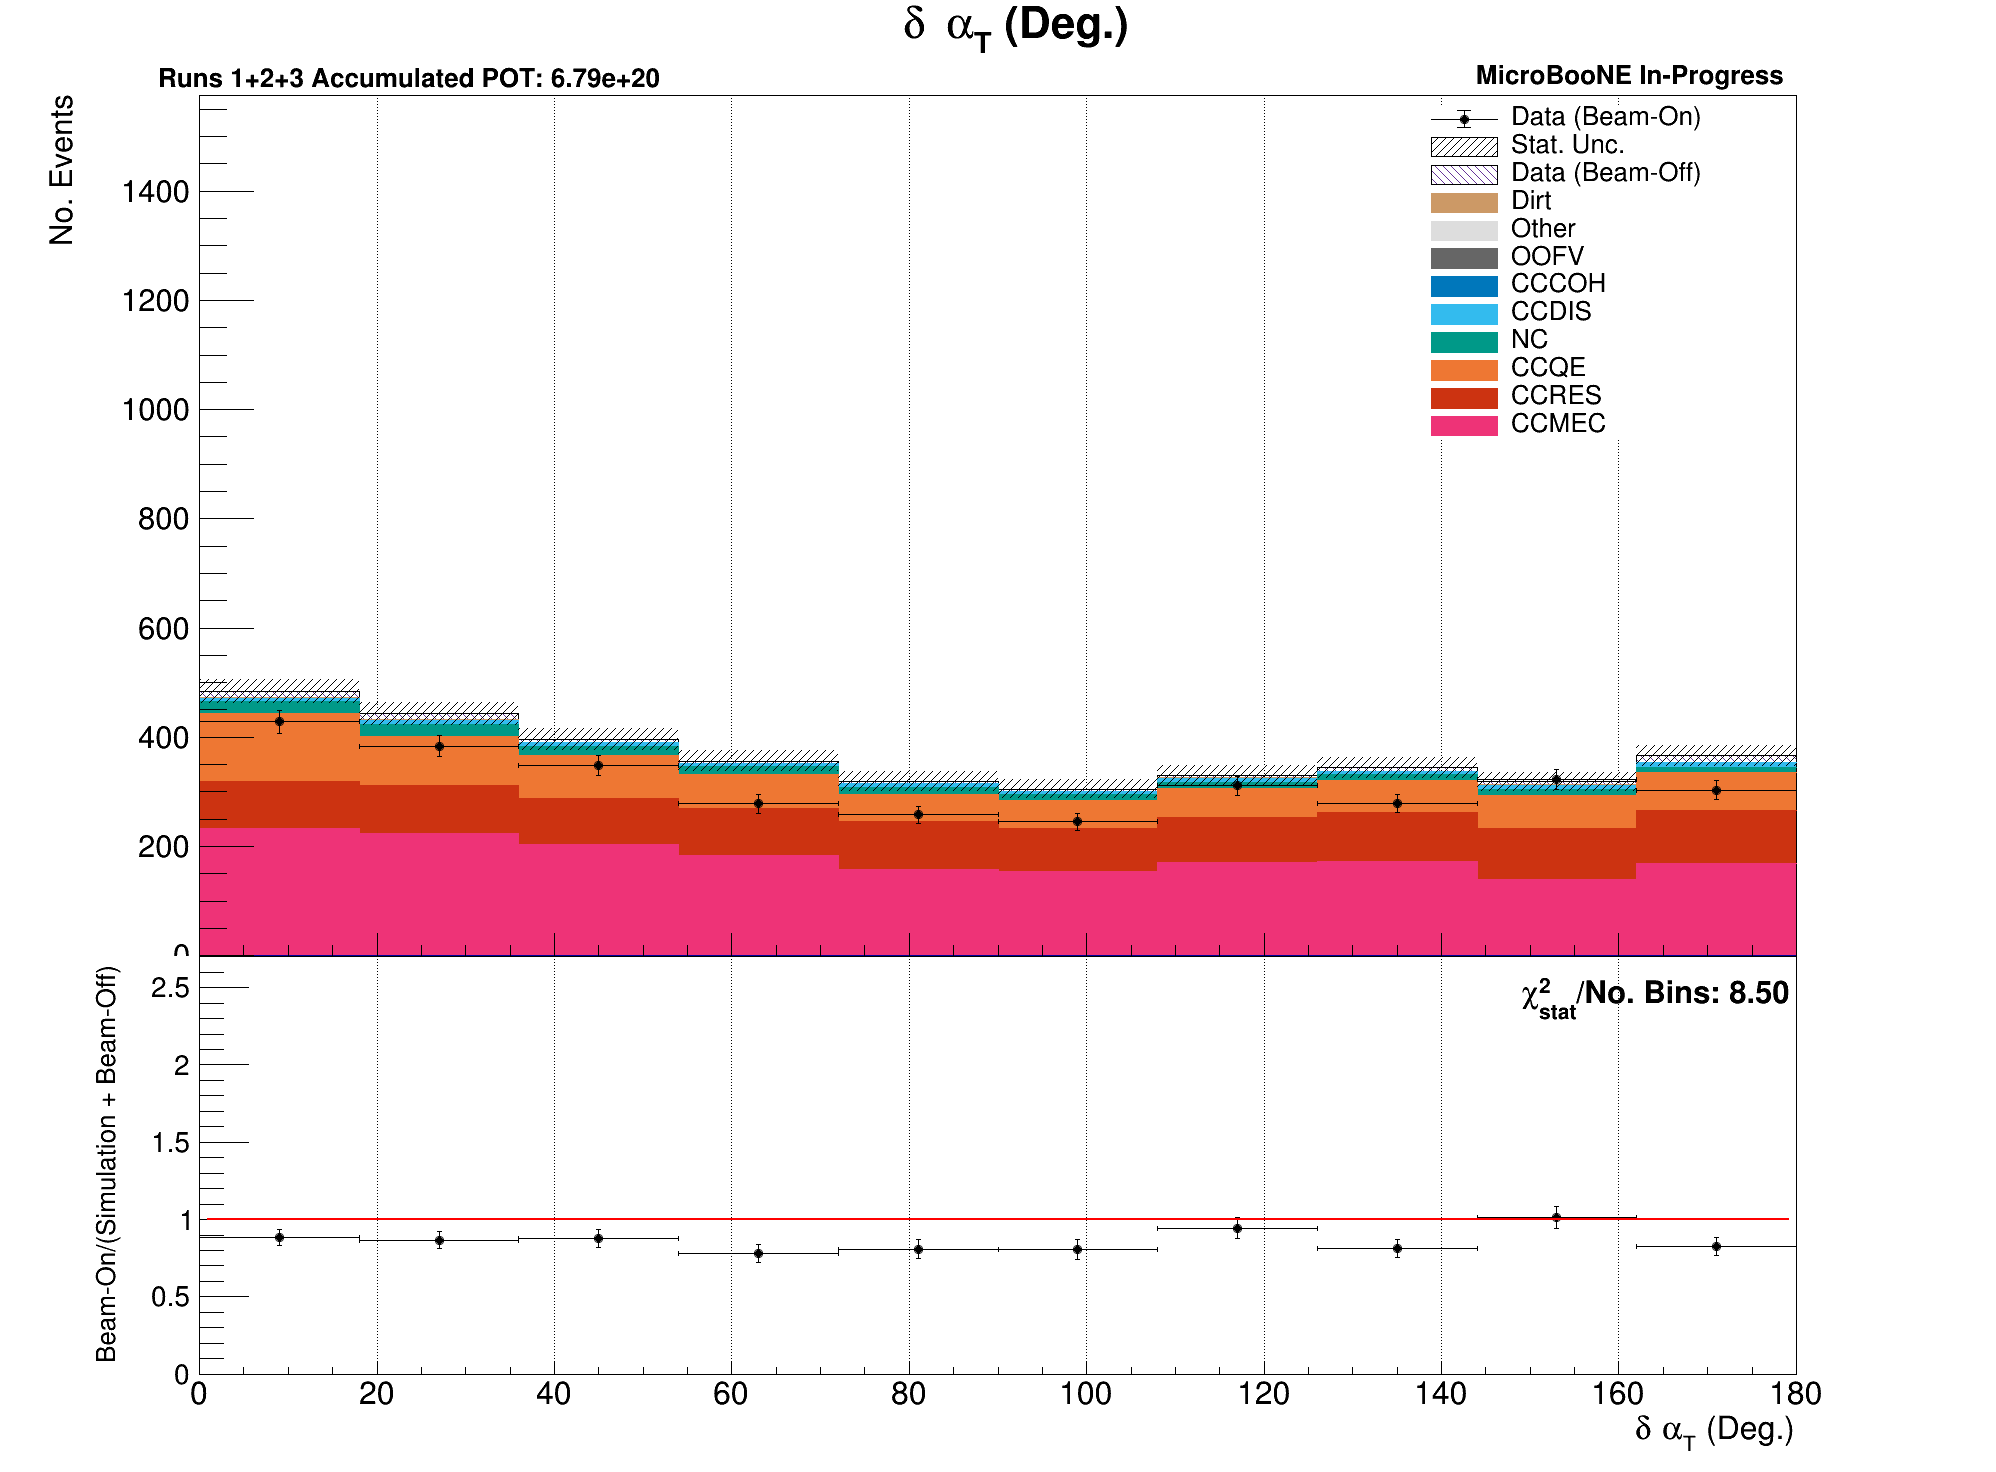 δ α_T (Deg.)
Runs 1+2+3 Accumulated POT: 6.79e+20
MicroBooNE In-Progress
No. Events
1400
1200
1000
800
600
400
200
0
Data (Beam-On)
Stat. Unc.
Data (Beam-Off)
Dirt
Other
OOFV
CCCOH
CCDIS
NC
CCQE
CCRES
CCMEC
Beam-On/(Simulation + Beam-Off)
2.5
2
1.5
1
0.5
0
χ²_stat/No. Bins: 8.50
0 20 40 60 80 100 120 140 160 180
δ α_T (Deg.)